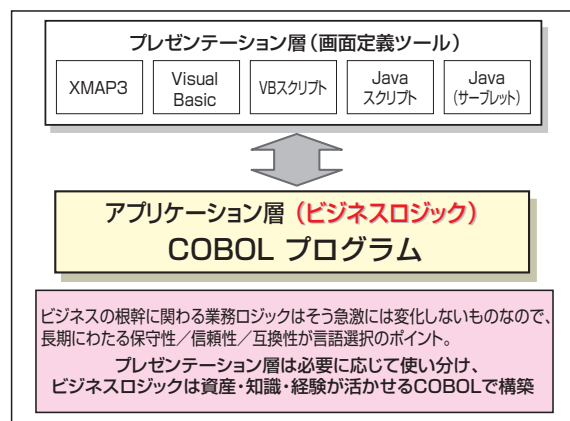 プレゼンテーション層(画面定義ツール)
XMAP3
Visual
Basic
VBスクリプト
Java
スクリプト
Java
(サーブレット)
アプリケーション層(ビジネスロジック)
COBOL プログラム
ビジネスの根幹に関わる業務ロジックはそう急激には変化しないものなので、
長期にわたる保守性／信頼性／互換性が言語選択のポイント。
プレゼンテーション層は必要に応じて使い分け、
ビジネスロジックは資産・知識・経験が活かせるCOBOLで構築